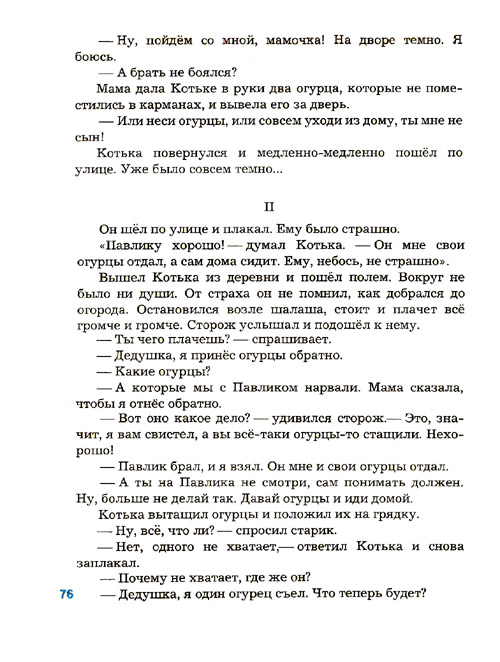 — Ну, пойдём со мной, мамочка! На дворе темно. Я
боюсь.
— А брать не боялся?
Мама дала Котьке в руки два огурца, которые не поме-
стились в карманах, и вывела его за дверь.
— Или неси огурцы, или совсем уходи из дому, ты мне не
сын!
Котька повернулся и медленно-медленно пошёл по
улице. Уже было совсем темно...
II
Он шёл по улице и плакал. Ему было страшно.
«Павлику хорошо! — думал Котька. — Он мне свои
огурцы отдал, а сам дома сидит. Ему, небось, не страшно».
Вышел Котька из деревни и пошёл полем. Вокруг не
было ни души. От страха он не помнил, как добрался до
огорода. Остановился возле шалаша, стоит и плачет всё
громче и громче. Сторож услышал и подошёл к нему.
— Ты чего плачешь? — спрашивает.
— Дедушка, я принёс огурцы обратно.
— Какие огурцы?
— А которые мы с Павликом нарвали. Мама сказала,
чтобы я отнёс обратно.
— Вот оно какое дело? — удивился сторож.— Это, зна-
чит, я вам свистел, а вы всё-таки огурцы-то стащили. Нехо-
рошо!
— Павлик брал, и я взял. Он мне и свои огурцы отдал.
— А ты на Павлика не смотри, сам понимать должен.
Ну, больше не делай так. Давай огурцы и иди домой.
Котька вытащил огурцы и положил их на грядку.
— Ну, всё, что ли? — спросил старик.
— Нет, одного не хватает,— ответил Котька и снова
заплакал.
— Почему не хватает, где же он?
— Дедушка, я один огурец съел. Что теперь будет?
76